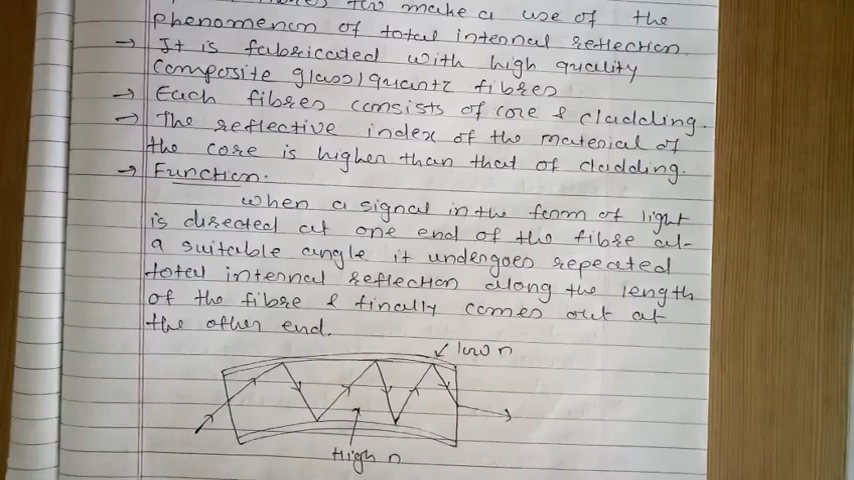 make a use of the
phenomenon of total internal reflection.
→ It is fabricated with high quality
composite glass/quantz fibres
→ Each fibres consists of core & cladding.
→ The reflective index of the material of
the core is higher than that of cladding.
→ Function.
When a signal in the form of light
is directed at one end of the fibre at
a suitable angle it undergoes repeated
total internal reflection along the length
of the fibre & finally comes out at
the other end.
low n
High n